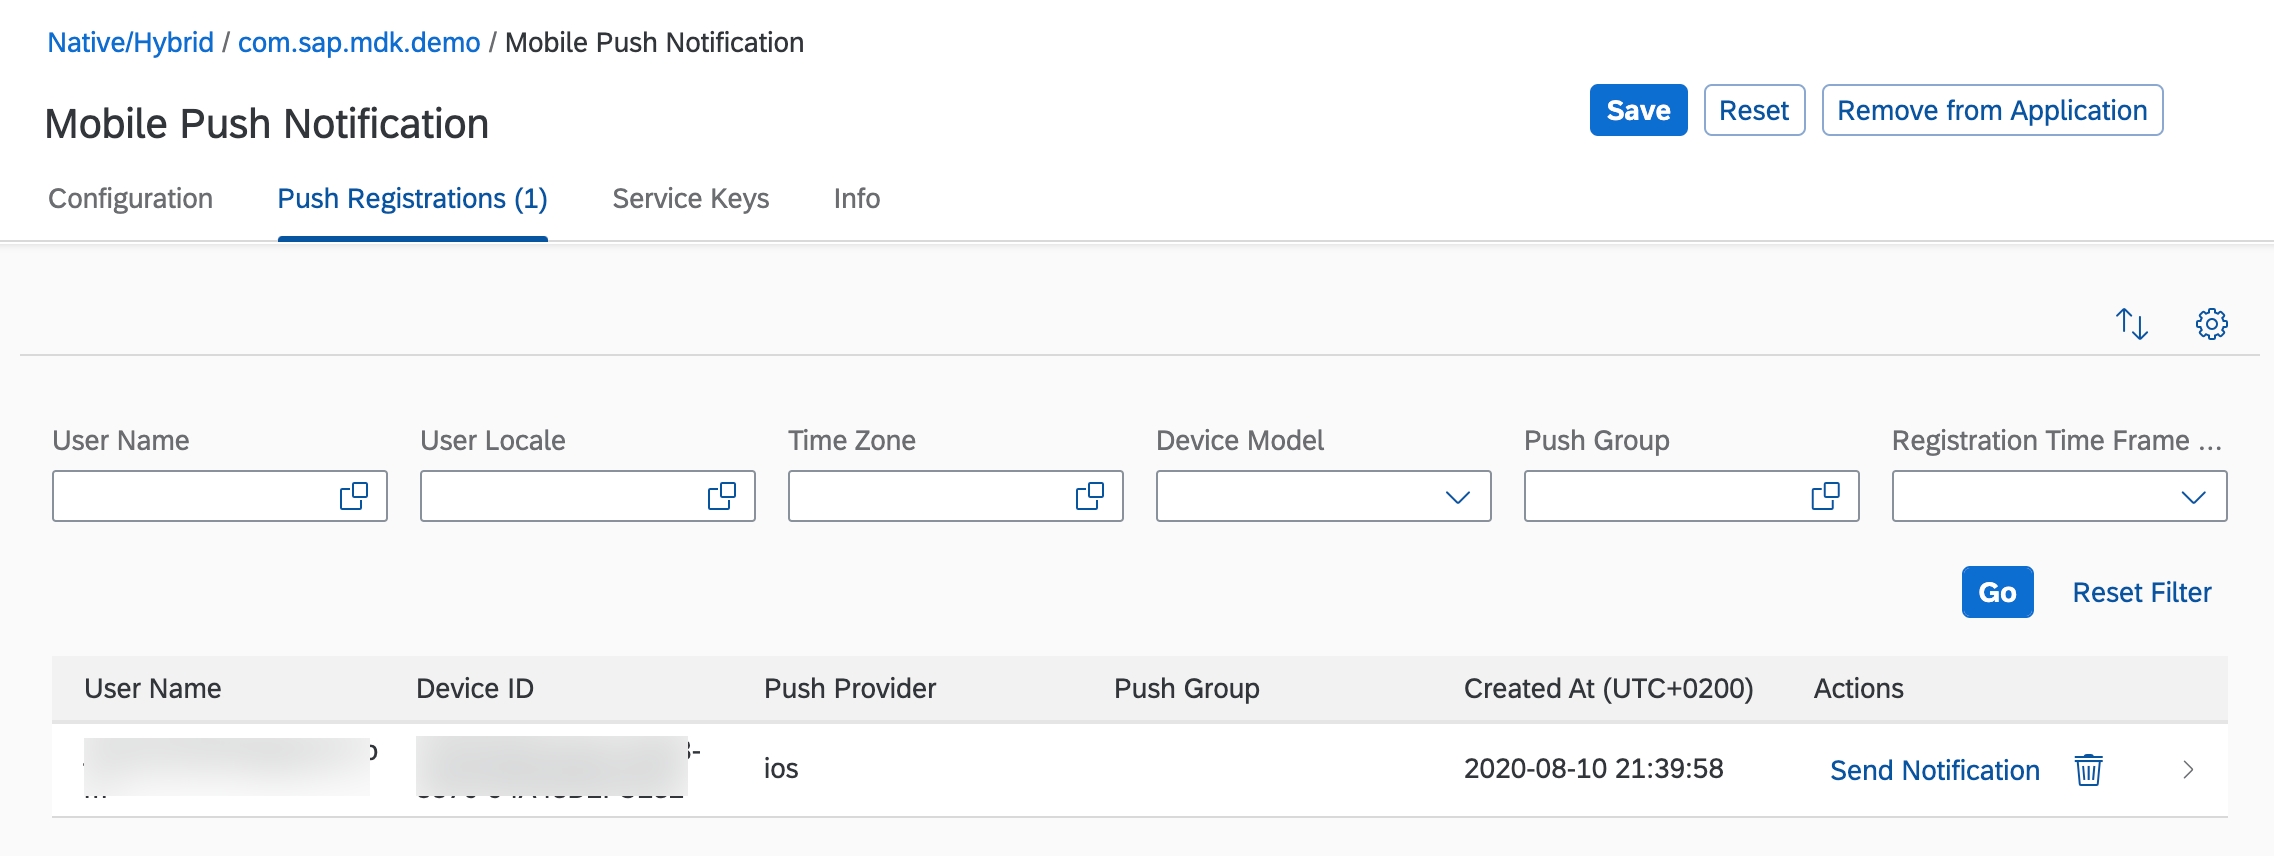 Native/Hybrid / com.sap.mdk.demo / Mobile Push Notification
Mobile Push Notification
Save
Reset
Remove from Application
Configuration
Push Registrations (1)
Service Keys
Info
User Name
User Locale
Time Zone
Device Model
Push Group
Registration Time Frame ...
Go
Reset Filter
User Name
Device ID
Push Provider
Push Group
Created At (UTC+0200)
Actions
ios
2020-08-10 21:39:58
Send Notification